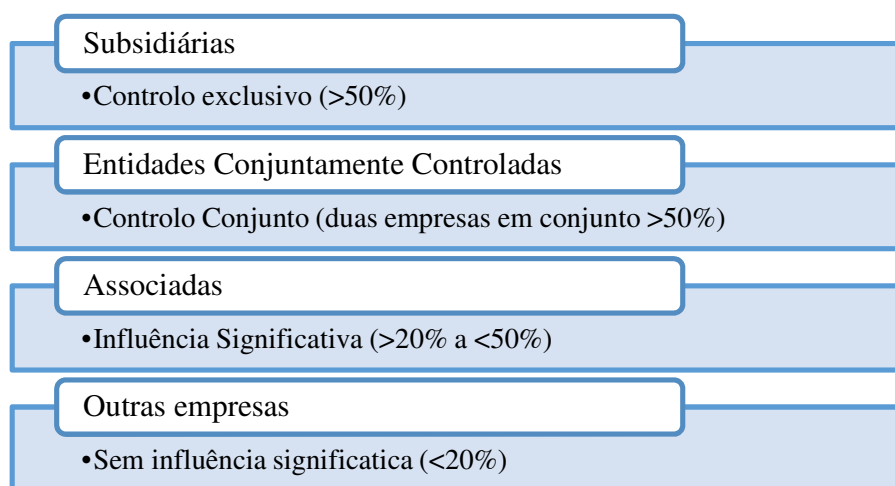 Subsidiárias
•Controlo exclusivo (>50%)
Entidades Conjuntamente Controladas
•Controlo Conjunto (duas empresas em conjunto >50%)
Associadas
•Influência Significativa (>20% a <50%)
Outras empresas
•Sem influência significatica (<20%)